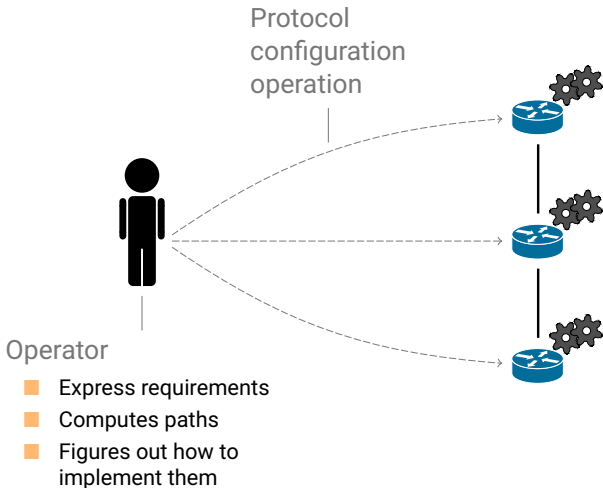 Protocol
configuration
operation
Operator
Express requirements
Computes paths
Figures out how to
implement them